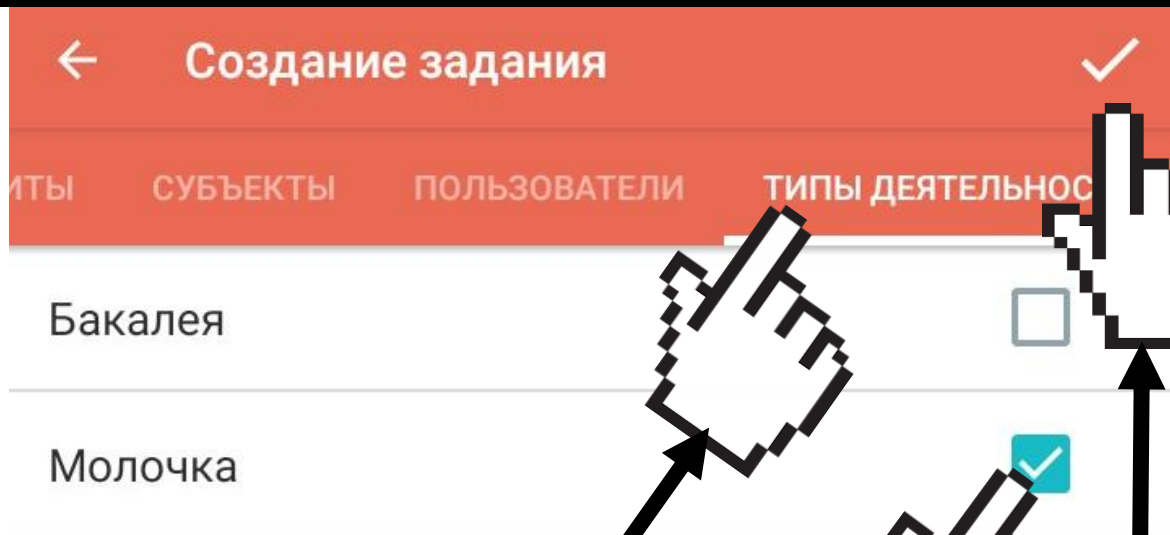 Создание задания
ИТЫ СУБЪЕКТЫ ПОЛЬЗОВАТЕЛИ ТИПЫ ДЕЯТЕЛЬНОС
Бакалея
Молочка